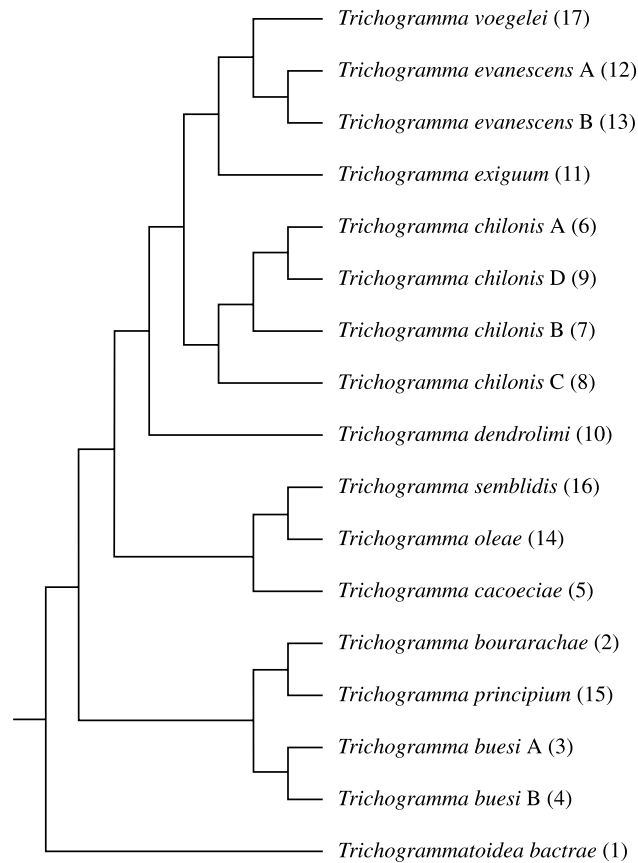 Trichogramma voegelei (17)
Trichogramma evanescens A (12)
Trichogramma evanescens B (13)
Trichogramma exiguum (11)
Trichogramma chilonis A (6)
Trichogramma chilonis D (9)
Trichogramma chilonis B (7)
Trichogramma chilonis C (8)
Trichogramma dendrolimi (10)
Trichogramma semblidis (16)
Trichogramma oleae (14)
Trichogramma cacoeciae (5)
Trichogramma bourarachae (2)
Trichogramma principium (15)
Trichogramma buesi A (3)
Trichogramma buesi B (4)
Trichogrammatoidea bactrae (1)